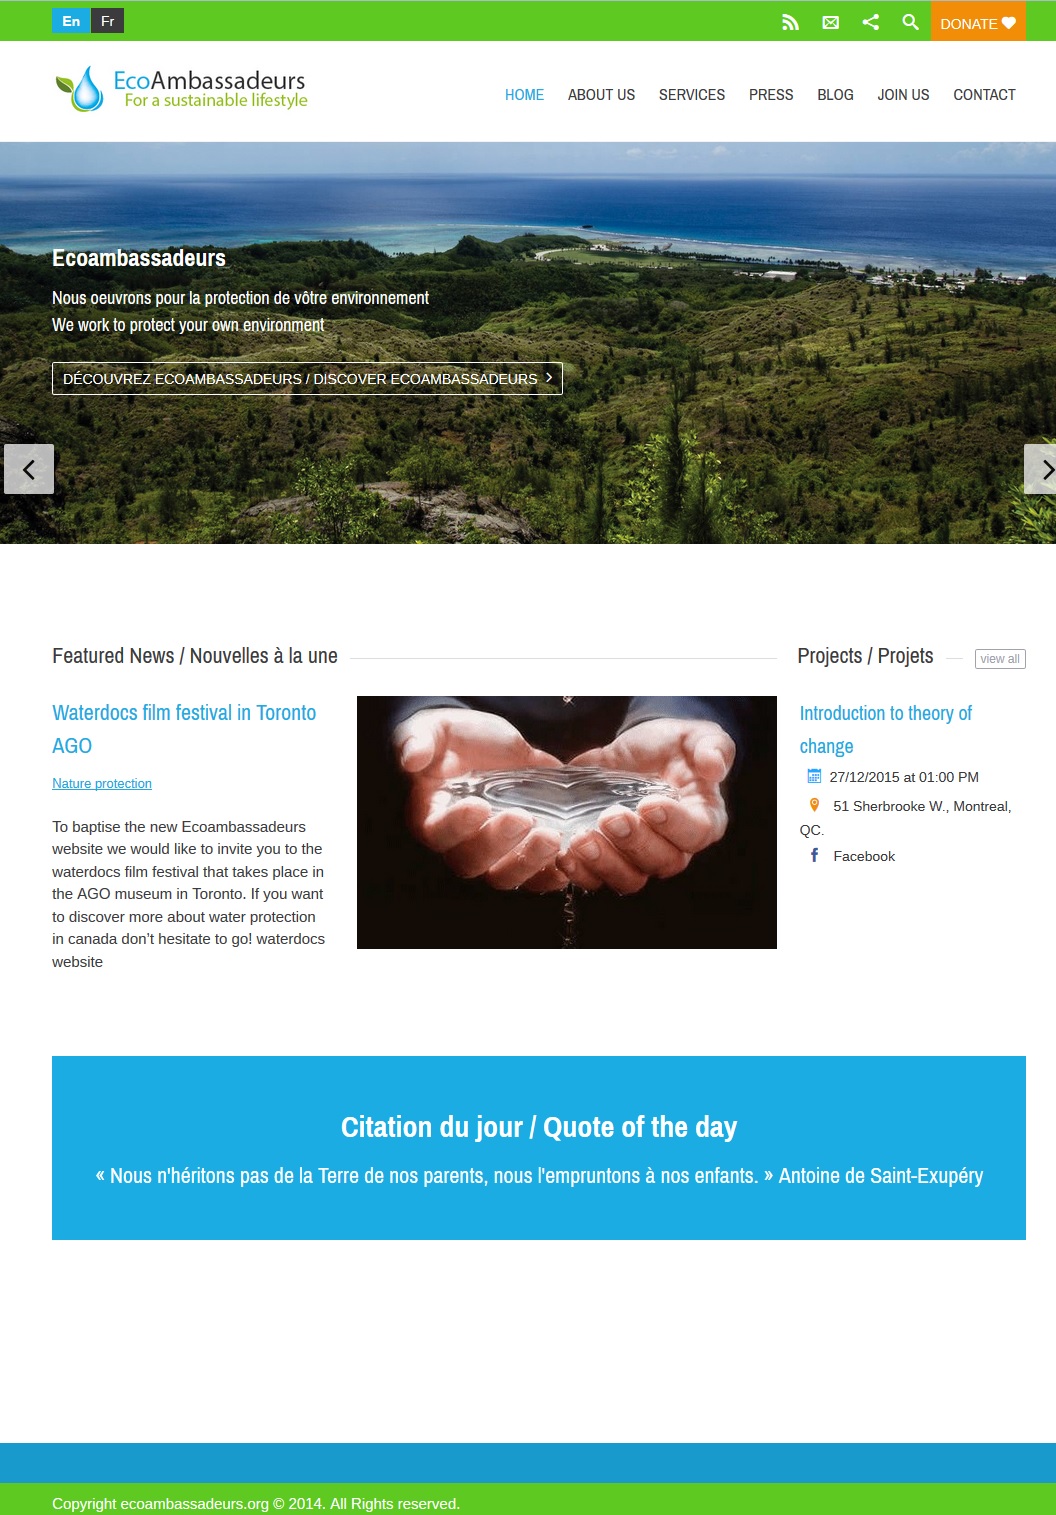 En Fr
DONATE
EcoAmbassadeurs
For a sustainable lifestyle
HOME ABOUT US SERVICES PRESS BLOG JOIN US CONTACT
Ecoambassadeurs
Nous oeuvrons pour la protection de vôtre environnement
We work to protect your own environment
DÉCOUVREZ ECOAMBASSADEURS / DISCOVER ECOAMBASSADEURS
Featured News / Nouvelles à la une
Waterdocs film festival in Toronto
AGO
Nature protection
To baptise the new Ecoambassadeurs
website we would like to invite you to the
waterdocs film festival that takes place in
the AGO museum in Toronto. If you want
to discover more about water protection
in canada don’t hesitate to go! waterdocs
website
Projects / Projets
view all
Introduction to theory of
change
27/12/2015 at 01:00 PM
51 Sherbrooke W., Montreal,
QC.
Facebook
Citation du jour / Quote of the day
« Nous n'héritons pas de la Terre de nos parents, nous l'empruntons à nos enfants. » Antoine de Saint-Exupéry
Copyright ecoambassadeurs.org © 2014. All Rights reserved.